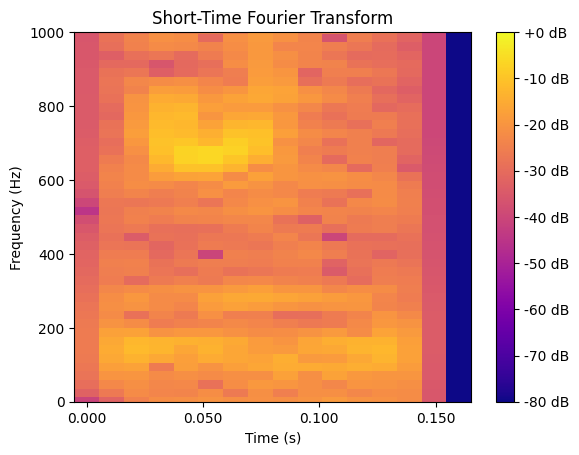 Short-Time Fourier Transform
1000
800
600
400
200
0
Frequency (Hz)
0.000
0.050
0.100
0.150
Time (s)
+0 dB
-10 dB
-20 dB
-30 dB
-40 dB
-50 dB
-60 dB
-70 dB
-80 dB